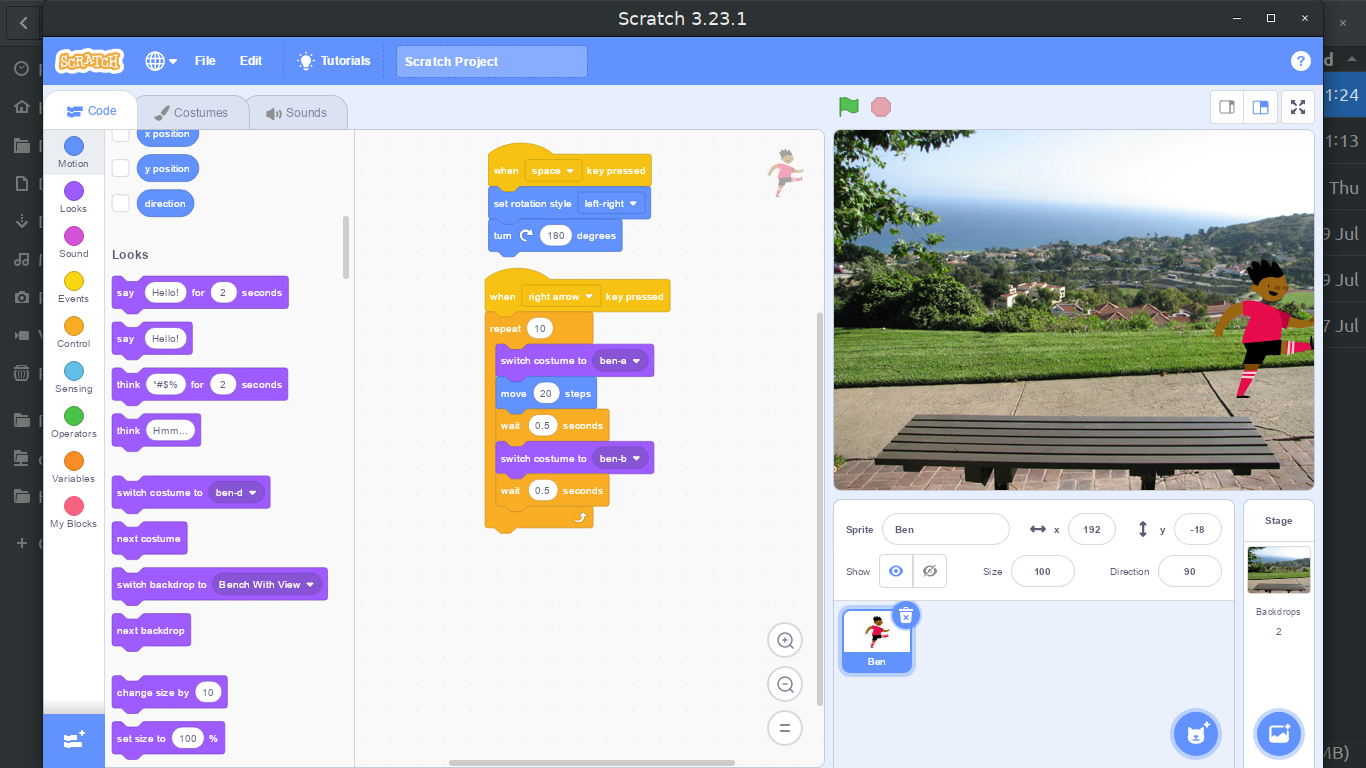 Scratch 3.23.1
SCRATCH
File
Edit
Tutorials
Scratch Project
?
Code
Costumes
Sounds
Motion
Looks
Sound
Events
Control
Sensing
Operators
Variables
My Blocks
x position
y position
direction
Looks
say Hello! for 2 seconds
say Hello!
think *#$% for 2 seconds
think Hmm...
switch costume to ben-d
next costume
switch backdrop to Bench With View
next backdrop
change size by 10
set size to 100 %
when space key pressed
set rotation style left-right
turn 180 degrees
when right arrow key pressed
repeat 10
switch costume to ben-a
move 20 steps
wait 0.5 seconds
switch costume to ben-b
wait 0.5 seconds
Sprite Ben x 192 y -18
Show Size 100 Direction 90
Ben
Stage
Backdrops
2
1:24
1:13
Thu
9 Jul
9 Jul
7 Jul
MB)